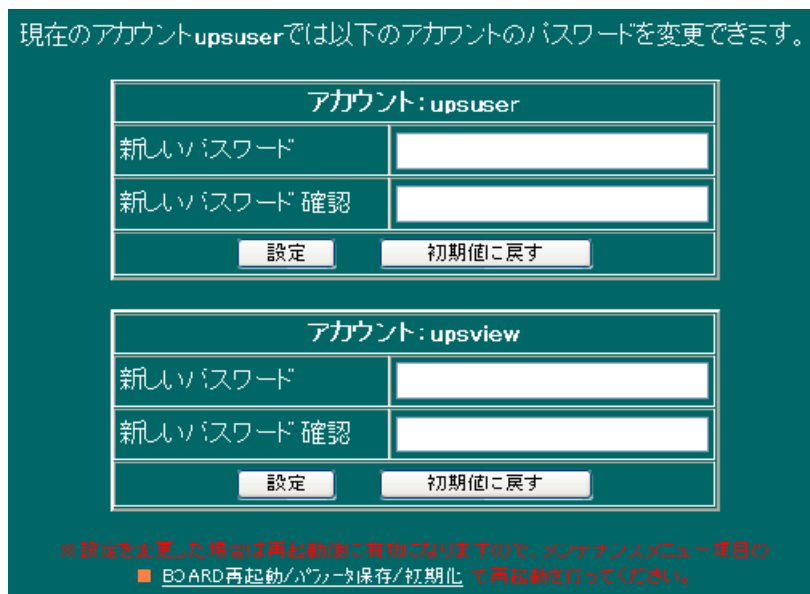 現在のアカウントupsuserでは以下のアカウントのパスワードを変更できます。
アカウント:upsuser
新しいパスワード
新しいパスワード 確認
設定 初期値に戻す
アカウント:upsview
新しいパスワード
新しいパスワード 確認
設定 初期値に戻す
※設定を変更した場合は再起動後に有効になりますので、メンテナンスメニュー項目の
■ BOARD再起動/パラメータ保存/初期化 で再起動を行ってください。